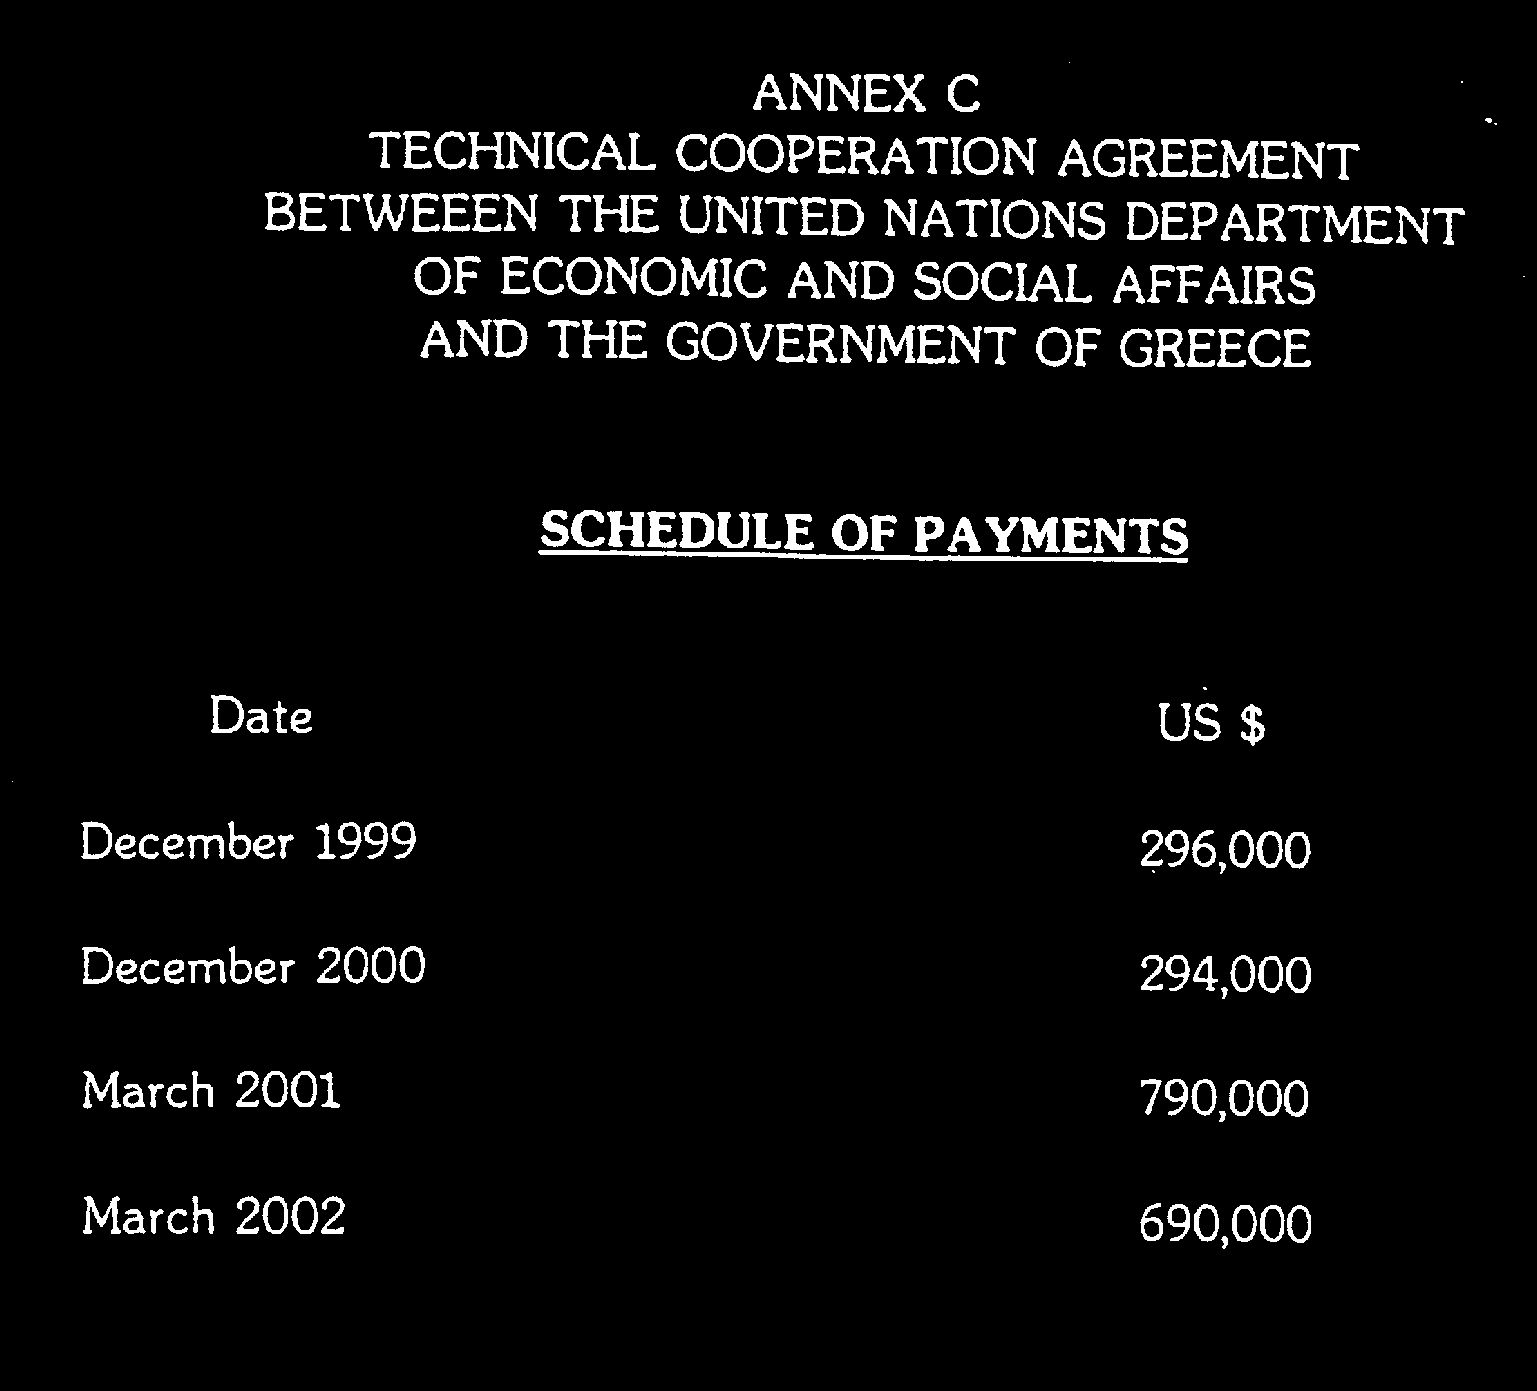 ANNEX C
TECHNICAL COOPERATION AGREEMENT
BETWEEEN THE UNITED NATIONS DEPARTMENT
OF ECONOMIC AND SOCIAL AFFAIRS
AND THE GOVERNMENT OF GREECE
SCHEDULE OF PAYMENTS
Date US $
December 1999 296,000
December 2000 294,000
March 2001 790,000
March 2002 690,000